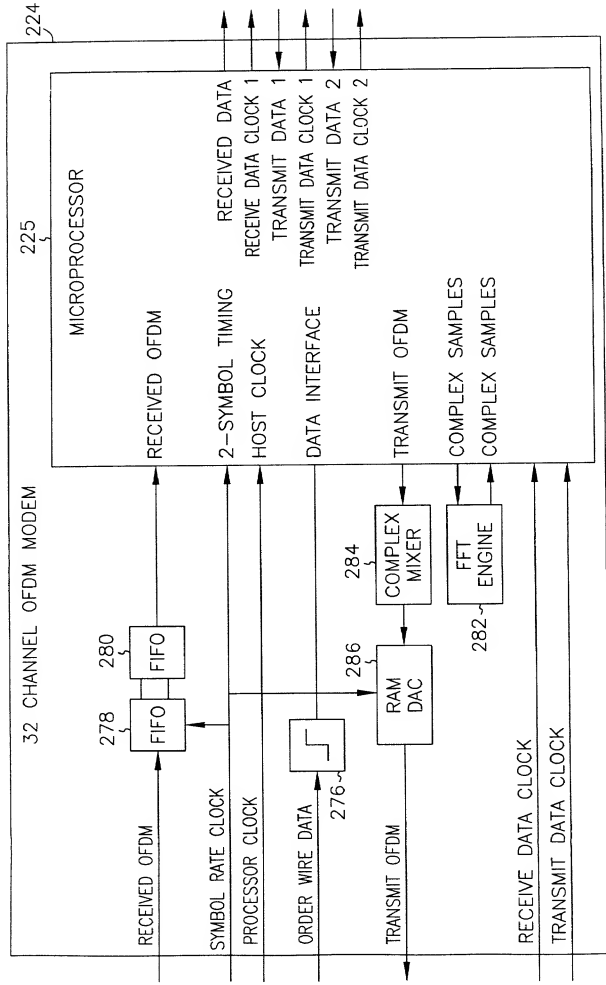 32 CHANNEL OFDM MODEM
224
225
MICROPROCESSOR
RECEIVED OFDM
278
FIFO
280
FIFO
RECEIVED OFDM
SYMBOL RATE CLOCK
2-SYMBOL TIMING
PROCESSOR CLOCK
HOST CLOCK
ORDER WIRE DATA
276
DATA INTERFACE
TRANSMIT OFDM
286
RAM
DAC
284
COMPLEX
MIXER
TRANSMIT OFDM
282
FFT
ENGINE
COMPLEX SAMPLES
COMPLEX SAMPLES
RECEIVE DATA CLOCK
TRANSMIT DATA CLOCK
RECEIVED DATA
RECEIVE DATA CLOCK 1
TRANSMIT DATA 1
TRANSMIT DATA CLOCK 1
TRANSMIT DATA 2
TRANSMIT DATA CLOCK 2